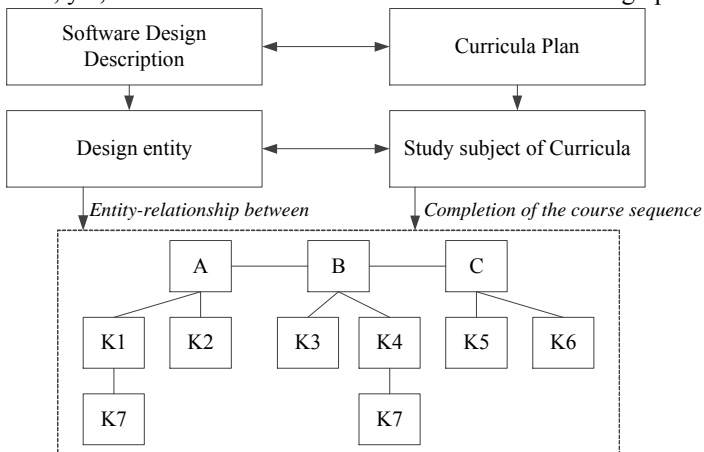 Software Design
Description
Curricula Plan
Design entity
Study subject of Curricula
Entity-relationship between
Completion of the course sequence
A
B
C
K1
K2
K3
K4
K5
K6
K7
K7